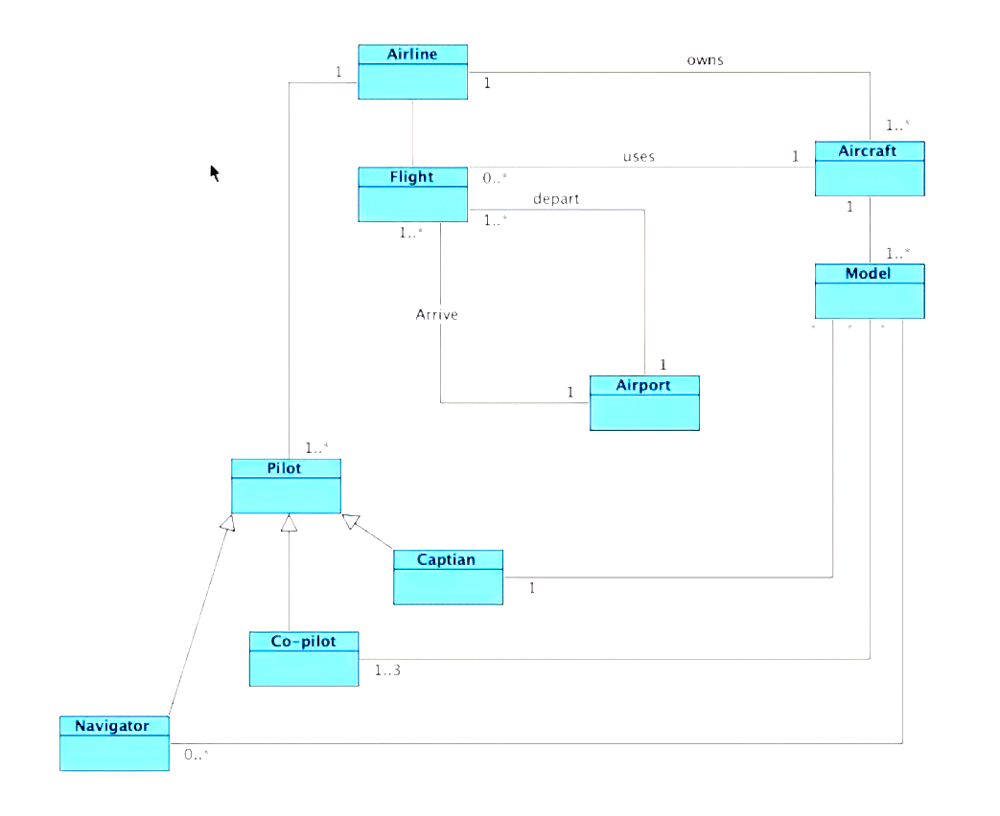 Airline
owns
1
1
1..*
Aircraft
uses
1
Flight
0..*
depart
1
1..*
1..*
1..*
Model
Arrive
* * *
1
Airport
1
1..*
Pilot
Captian
1
Co-pilot
1..3
Navigator
0..*